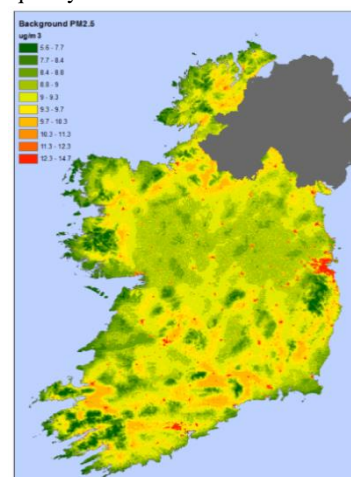 Background PM2.5
ug/m3
5.5 - 7.7
7.7 - 8.4
8.4 - 8.8
8.8 - 9
9 - 9.3
9.3 - 9.7
9.7 - 10.3
10.3 - 11.3
11.3 - 12.3
12.3 - 14.7